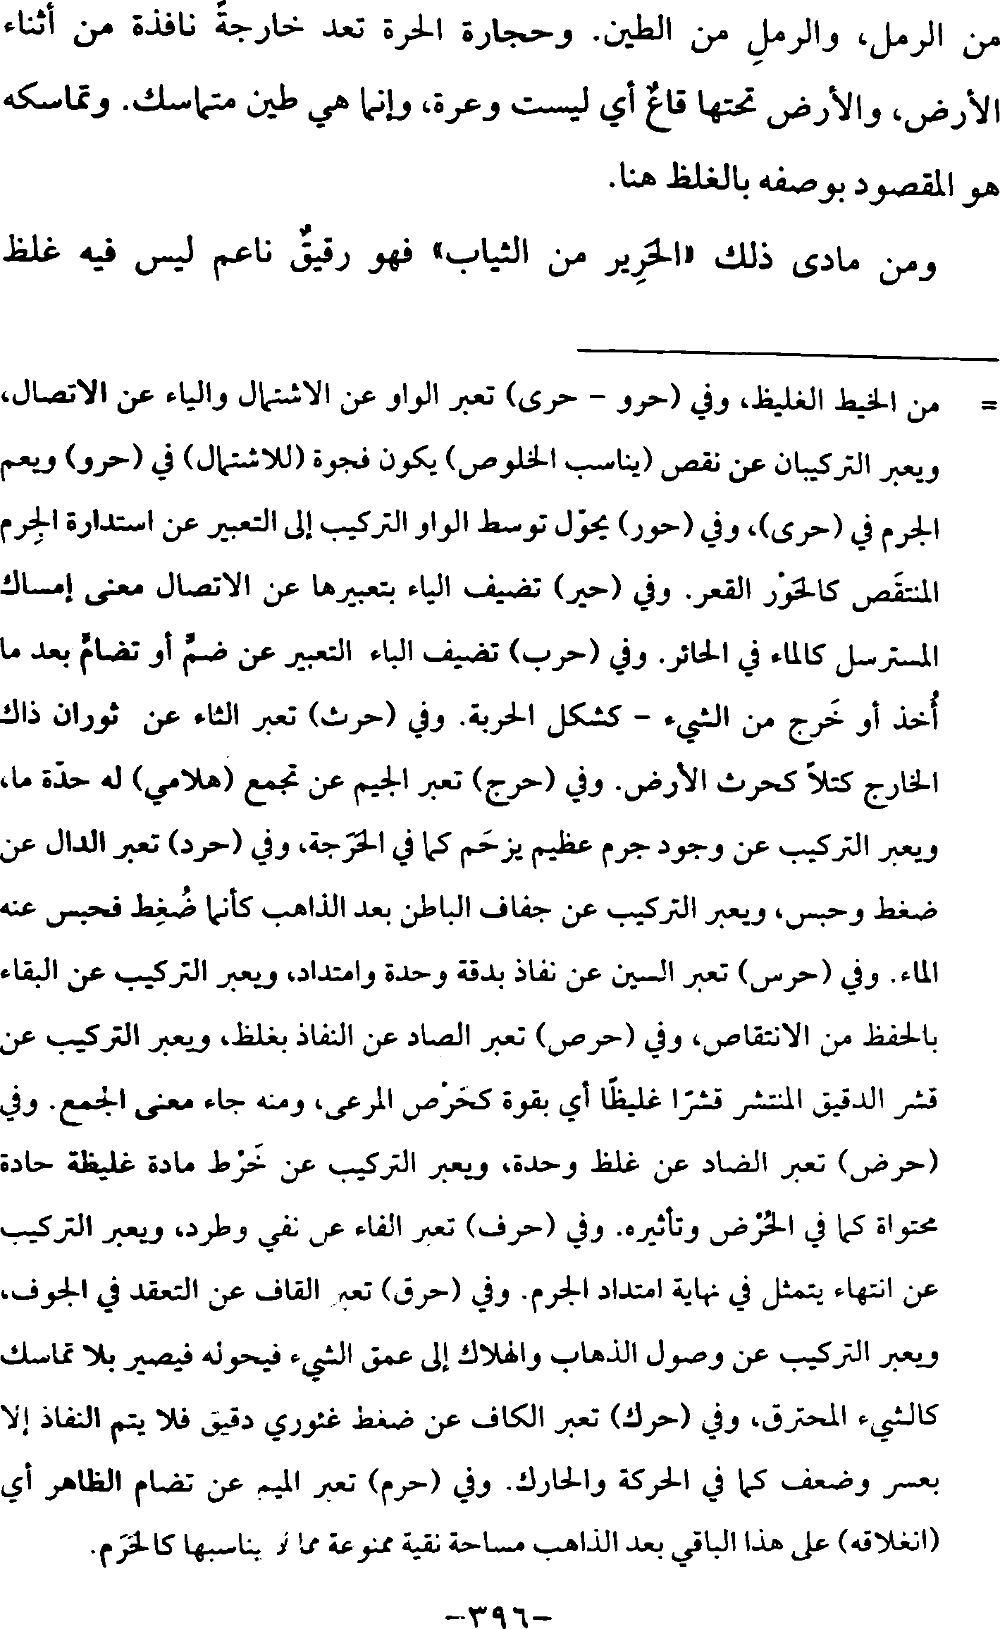 من الرمل، والرملِ من الطين. وحجارة الحرة تعد خارجةً نافذة من أثناء
الأرض، والأرض تحتها قاعٌ أي ليست وعرة، وإنما هي طين متماسك. وتماسكه
هو المقصود بوصفه بالغلظ هنا.
ومن مادى ذلك «الحَرِير من الثياب» فهو رقيقٌ ناعم ليس فيه غلظ
= من الخيط الغليظ، وفي (حرو - حرى) تعبر الواو عن الاشتمال والياء عن الاتصال،
ويعبر التركيبان عن نقص (يناسب الخلوص) يكون فجوة (للاشتمال) في (حرو) ويعم
الجرم في (حرى)، وفي (حور) يحوّل توسط الواو التركيب إلى التعبير عن استدارة الجِرم
المنتقَص كالحَوْر القعر. وفي (حير) تضيف الياء بتعبيرها عن الاتصال معنى إمساك
المسترسل كالماء في الحائر. وفي (حرب) تضيف الباء التعبير عن ضمٍّ أو تضامٍّ بعد ما
أُخذ أو خَرج من الشيء - كشكل الحربة. وفي (حرث) تعبر الثاء عن ثوران ذاك
الخارج كتلاً كحرث الأرض. وفي (حرج) تعبر الجيم عن تجمع (هلامي) له حدّة ما،
ويعبر التركيب عن وجود جرم عظيم يزحَم كما في الحَرَجة، وفي (حرد) تعبر الدال عن
ضغط وحبس، ويعبر التركيب عن جفاف الباطن بعد الذاهب كأنما ضُغِط فحبس عنه
الماء. وفي (حرس) تعبر السين عن نفاذ بدقة وحدة وامتداد، ويعبر التركيب عن البقاء
بالحفظ من الانتقاص، وفي (حرص) تعبر الصاد عن النفاذ بغلظ، ويعبر التركيب عن
قشر الدقيق المنتشر قشرًا غليظًا أي بقوة كحَرْص المرعى، ومنه جاء معنى الجمع. وفي
(حرض) تعبر الضاد عن غلظ وحدة، ويعبر التركيب عن خَرْط مادة غليظة حادة
محتواة كما في الحُرْض وتأثيره. وفي (حرف) تعبر الفاء عن نفي وطرد، ويعبر التركيب
عن انتهاء يتمثل في نهاية امتداد الجرم. وفي (حرق) تعبر القاف عن التعقد في الجوف،
ويعبر التركيب عن وصول الذهاب والهلاك إلى عمق الشيء فيحوله فيصير بلا تماسك
كالشيء المحترق، وفي (حرك) تعبر الكاف عن ضغط غئوري دقيق فلا يتم النفاذ إلا
بعسر وضعف كما في الحركة والحارك. وفي (حرم) تعبر الميم عن تضام الظاهر أي
(انغلاقه) على هذا الباقي بعد الذاهب مساحة نقية ممنوعة مما لا يناسبها كالحَرَم.
-٣٩٦-